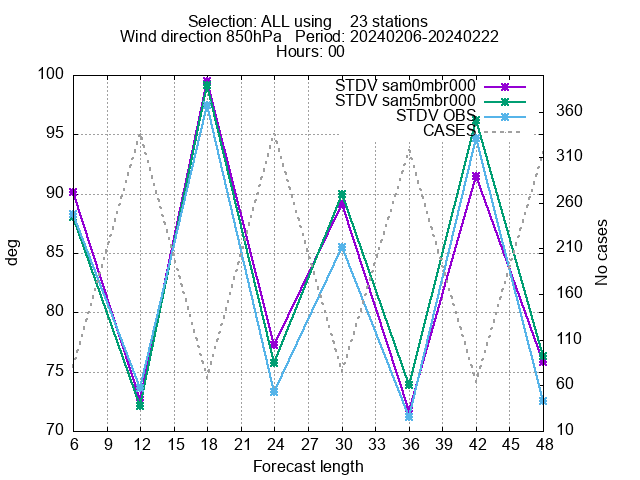 Selection: ALL using 23 stations
Wind direction 850hPa Period: 20240206-20240222
Hours: 00
STDV sam0mbr000
STDV sam5mbr000
STDV OBS
CASES
deg
100
95
90
85
80
75
70
No cases
360
310
260
210
160
110
60
10
6 9 12 15 18 21 24 27 30 33 36 39 42 45 48
Forecast length